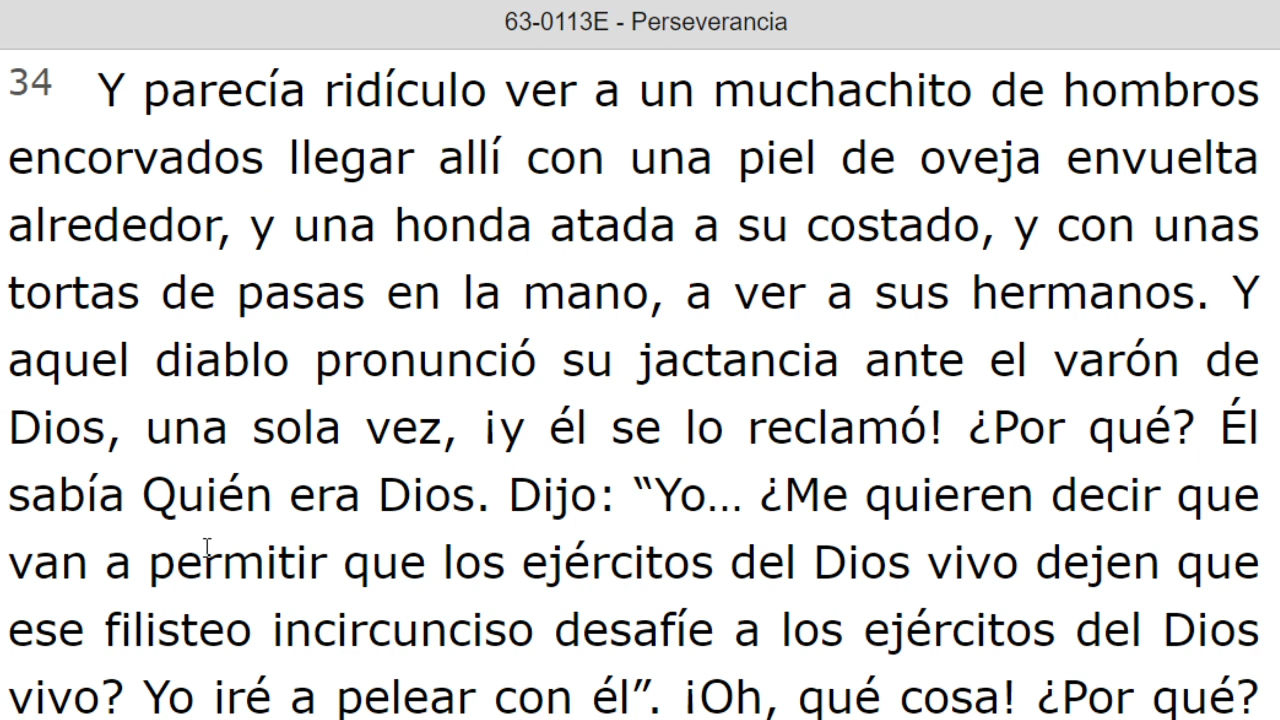 63-0113E - Perseverancia
34 Y parecía ridículo ver a un muchachito de hombros
encorvados llegar allí con una piel de oveja envuelta
alrededor, y una honda atada a su costado, y con unas
tortas de pasas en la mano, a ver a sus hermanos. Y
aquel diablo pronunció su jactancia ante el varón de
Dios, una sola vez, ¡y él se lo reclamó! ¿Por qué? Él
sabía Quién era Dios. Dijo: “Yo… ¿Me quieren decir que
van a permitir que los ejércitos del Dios vivo dejen que
ese filisteo incircunciso desafíe a los ejércitos del Dios
vivo? Yo iré a pelear con él”. ¡Oh, qué cosa! ¿Por qué?